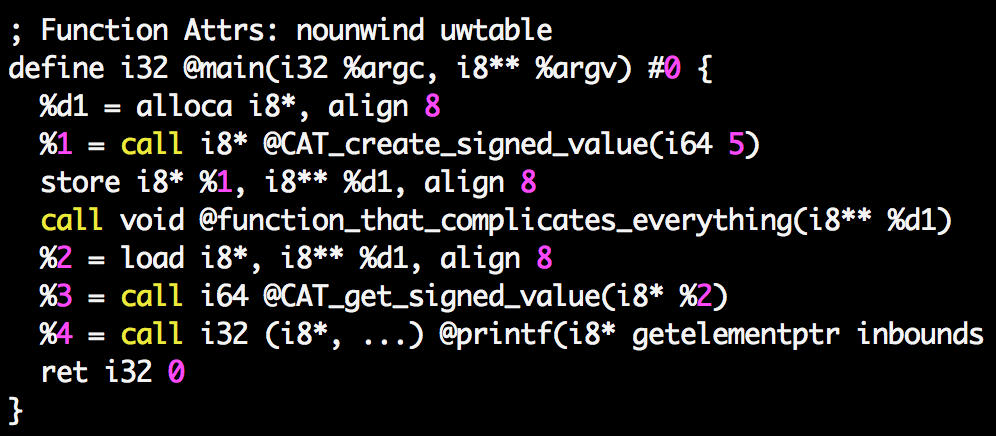 ; Function Attrs: nounwind uwtable
define i32 @main(i32 %argc, i8** %argv) #0 {
  %d1 = alloca i8*, align 8
  %1 = call i8* @CAT_create_signed_value(i64 5)
  store i8* %1, i8** %d1, align 8
  call void @function_that_complicates_everything(i8** %d1)
  %2 = load i8*, i8** %d1, align 8
  %3 = call i64 @CAT_get_signed_value(i8* %2)
  %4 = call i32 (i8*, ...) @printf(i8* getelementptr inbounds
  ret i32 0
}